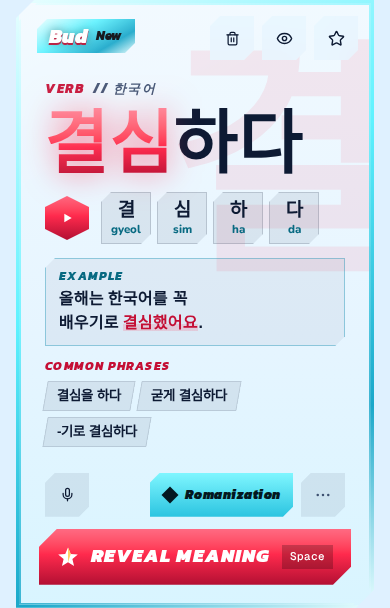 Bud New
VERB // 한국어
결심하다
결 심 하 다
gyeol sim ha da
EXAMPLE
올해는 한국어를 꼭
배우기로 결심했어요.
COMMON PHRASES
결심을 하다 굳게 결심하다
-기로 결심하다
Romanization ...
REVEAL MEANING Space